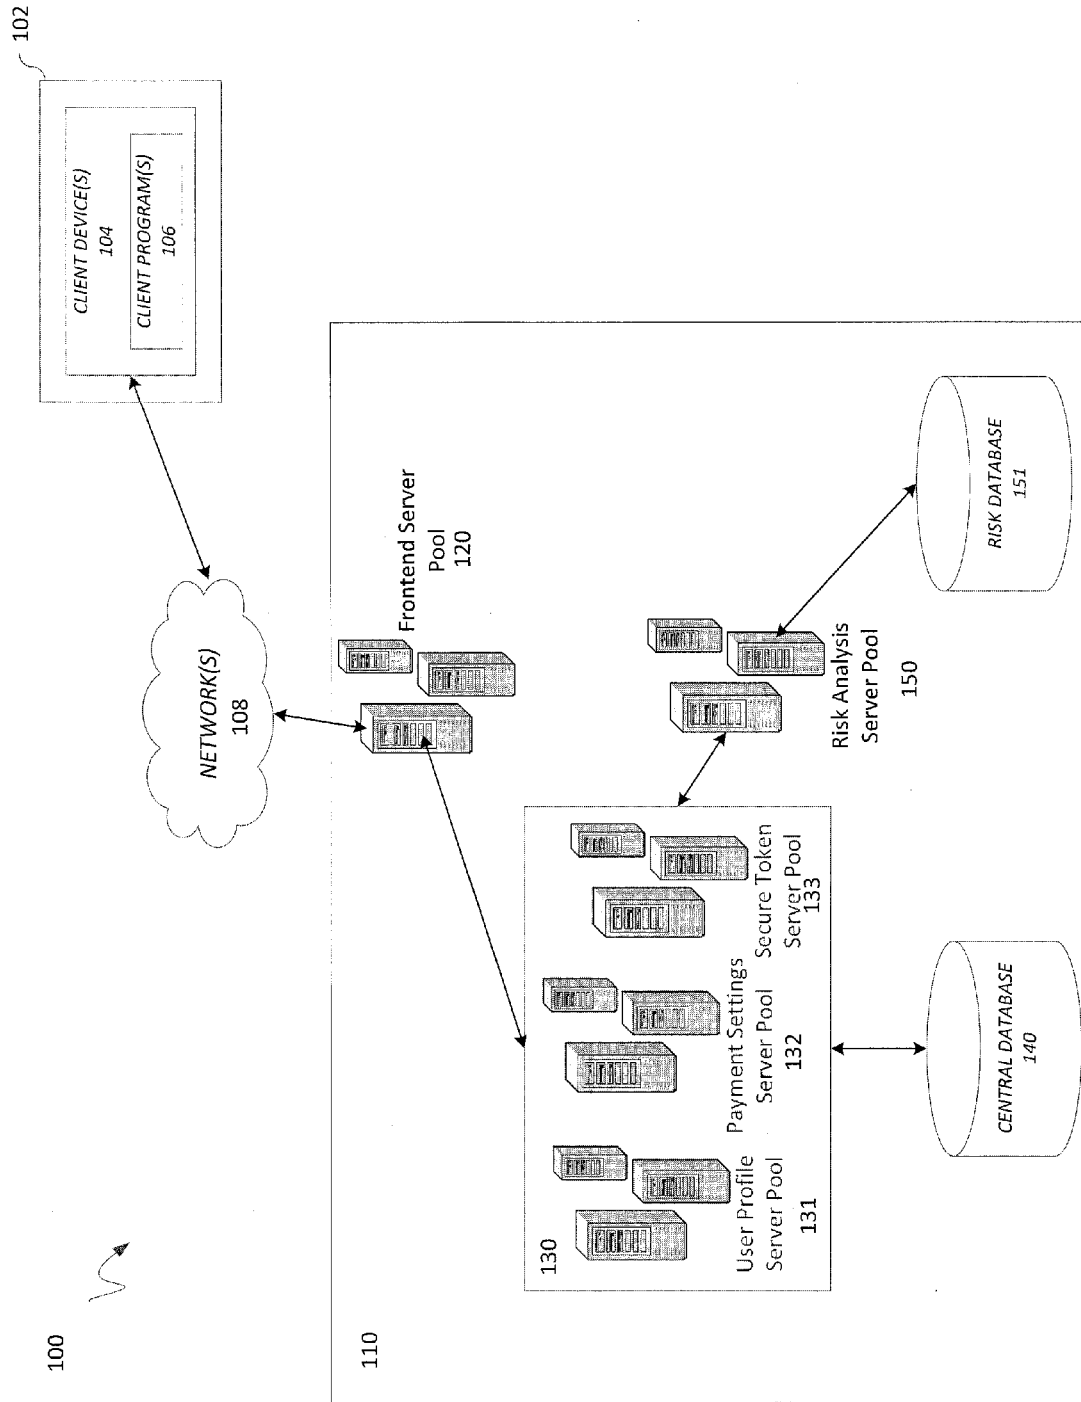 100
102
CLIENT DEVICE(S)
104
CLIENT PROGRAM(S)
106
NETWORK(S)
108
110
Frontend Server
Pool
120
130
User Profile
Server Pool
131
Payment Settings
Server Pool
132
Secure Token
Server Pool
133
Risk Analysis
Server Pool
150
CENTRAL DATABASE
140
RISK DATABASE
151